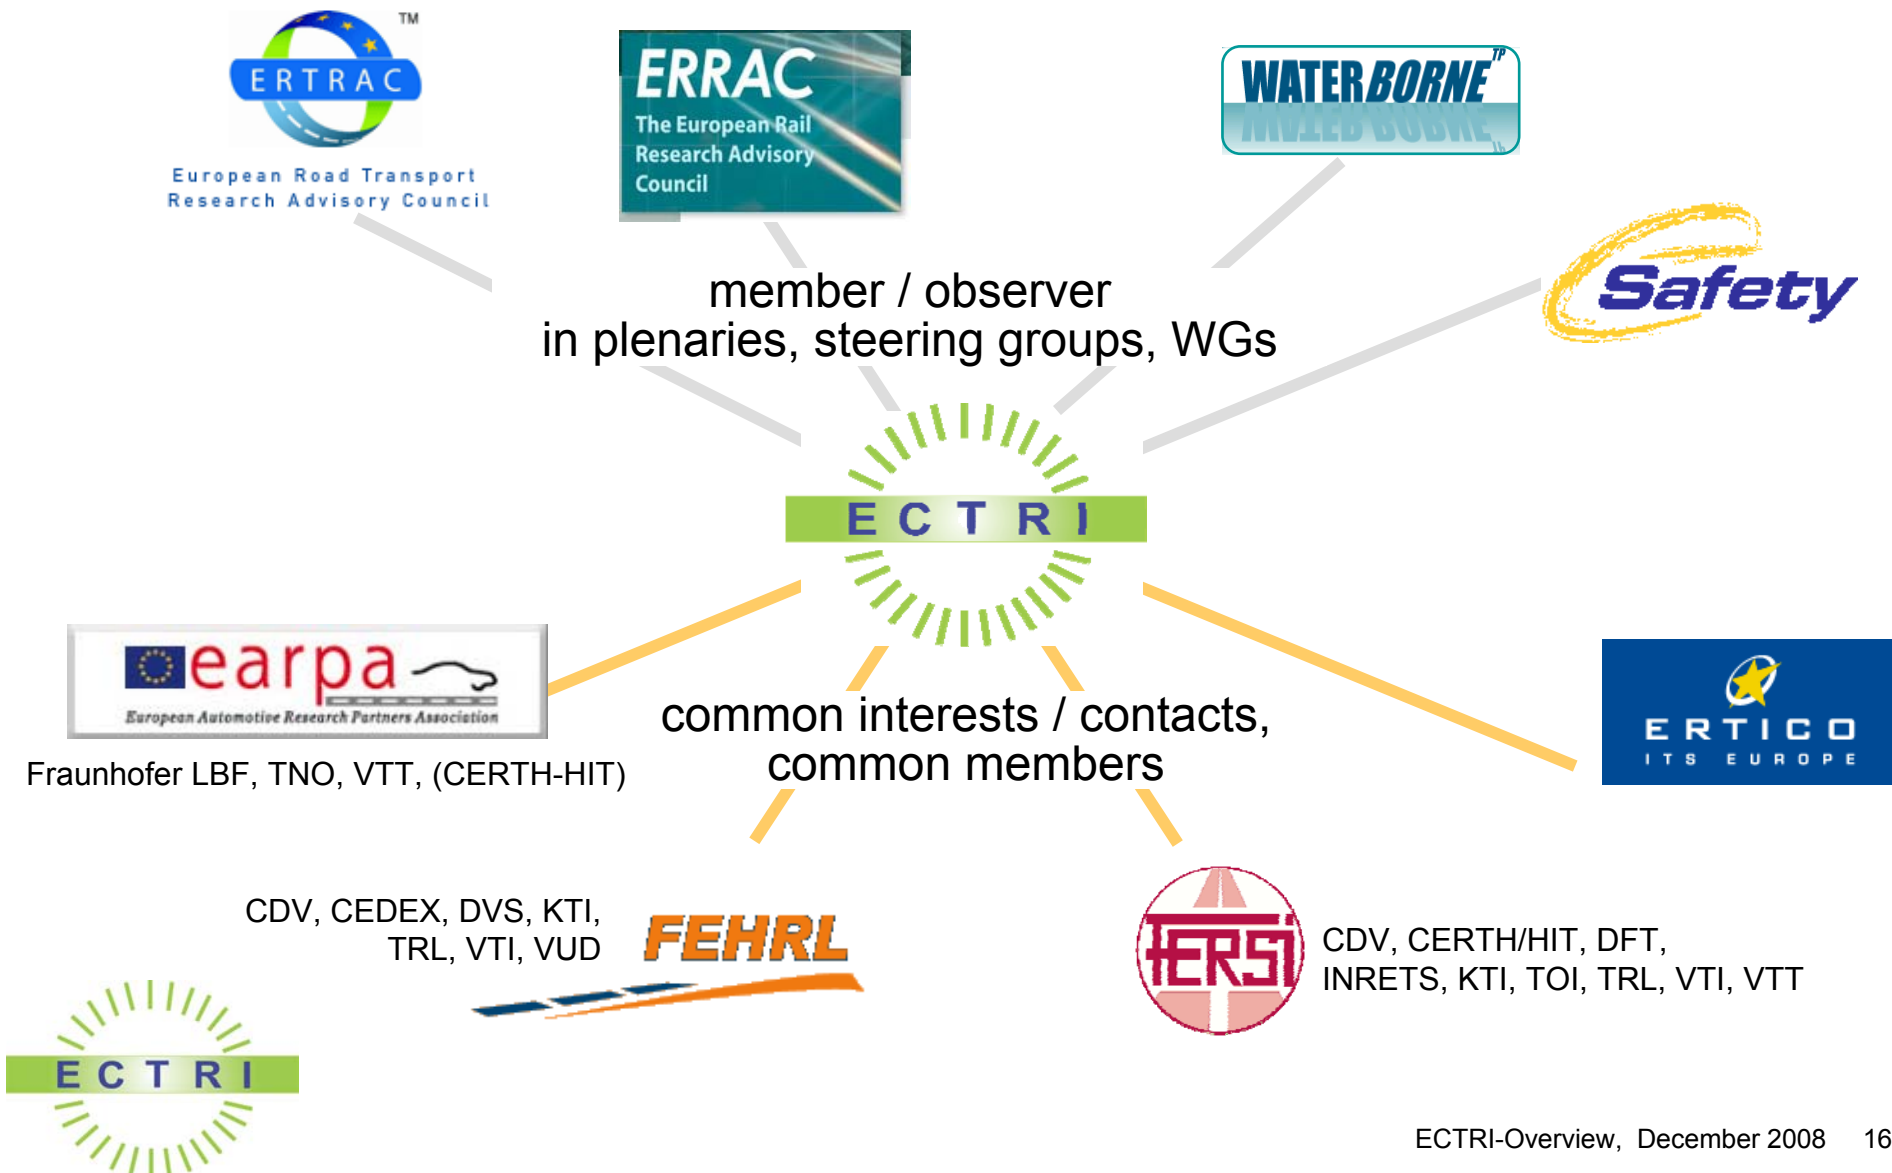 ERTRAC
TM
European Road Transport
Research Advisory Council
ERRAC
The European Rail
Research Advisory
Council
WATERBORNE TP
Safety
member / observer
in plenaries, steering groups, WGs
ECTRI
earpa
European Automotive Research Partners Association
Fraunhofer LBF, TNO, VTT, (CERTH-HIT)
common interests / contacts,
common members
ERTICO
ITS EUROPE
CDV, CEDEX, DVS, KTI,
TRL, VTI, VUD
FEHRL
FERSI
CDV, CERTH/HIT, DFT,
INRETS, KTI, TOI, TRL, VTI, VTT
ECTRI
ECTRI-Overview, December 2008 16